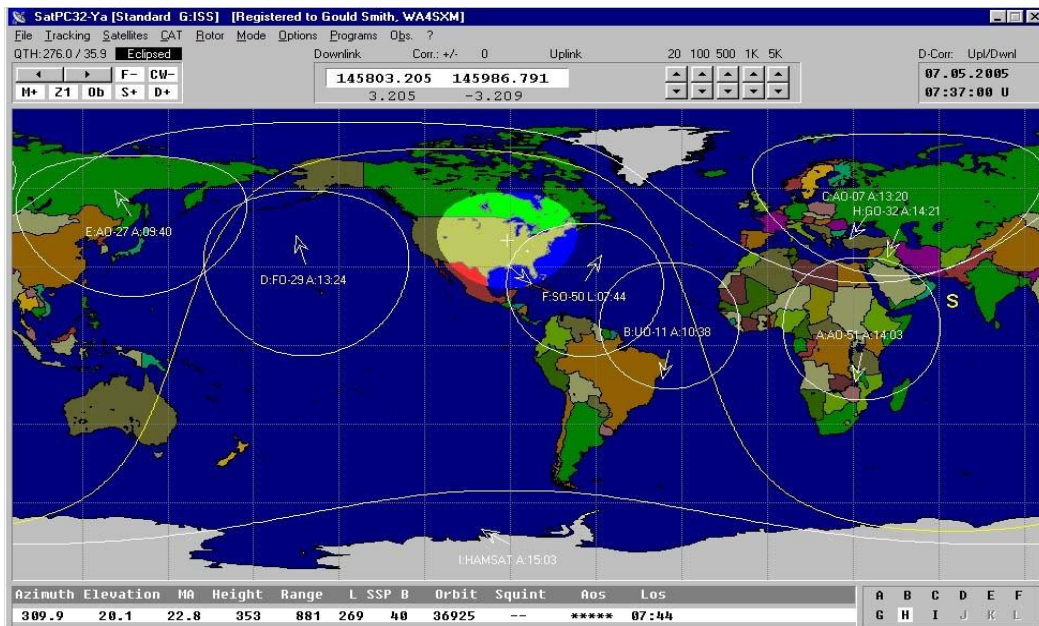 SatPC32-Ya [Standard G:ISS] [Registered to Gould Smith, WA4SXM]
File Tracking Satellites CAT Rotor Mode Options Programs Obs. ?
QTH: 276.0 / 35.9 Eclipsed Downlink Corr.: +/- 0 Uplink 20 100 500 1K 5K D-Corr: Upl/Dwnl
F- CW-
M+ Z1 Ob S+ D+
145803.205 145986.791
3.205 -3.209
07.05.2005
07:37:00 U
C:AO-07 A:13:20
H:GO-32 A:14:21
E:AO-27 A:09:40
D:FO-29 A:13:24
F:SO-50 L:07:44
S
B:UO-11 A:10:38
A:AO-51 A:14:03
I:HAMSAT A:15:03
Azimuth Elevation MA Height Range L SSP B Orbit Squint Aos Los
309.9 20.1 22.8 353 881 269 40 36925 -- ***** 07:44
A B C D E F
G H I J K L